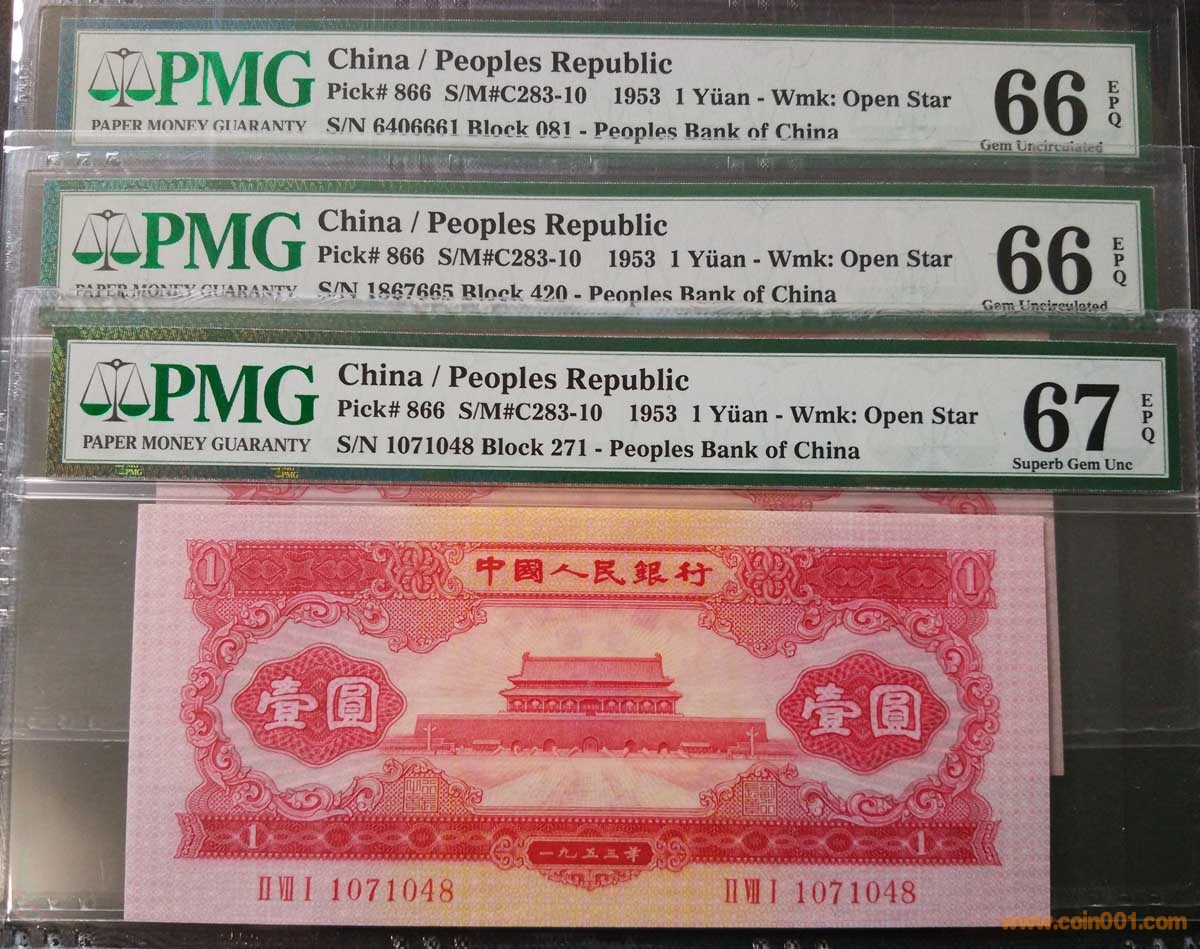 PMG
PAPER MONEY GUARANTY
China / Peoples Republic
Pick# 866 S/M#C283-10 1953 1 Yüan - Wmk: Open Star
S/N 6406661 Block 081 - Peoples Bank of China
66
EPQ
Gem Uncirculated
PMG
PAPER MONEY GUARANTY
China / Peoples Republic
Pick# 866 S/M#C283-10 1953 1 Yüan - Wmk: Open Star
S/N 1867665 Block 420 - Peoples Bank of China
66
EPQ
Gem Uncirculated
PMG
PAPER MONEY GUARANTY
China / Peoples Republic
Pick# 866 S/M#C283-10 1953 1 Yüan - Wmk: Open Star
S/N 1071048 Block 271 - Peoples Bank of China
67
EPQ
Superb Gem Unc
PMG
PMG
1 中國人民銀行 1
壹圓 壹圓
1 1
一九五三年
II VII I 1071048 II VII I 1071048
www.coin001.com